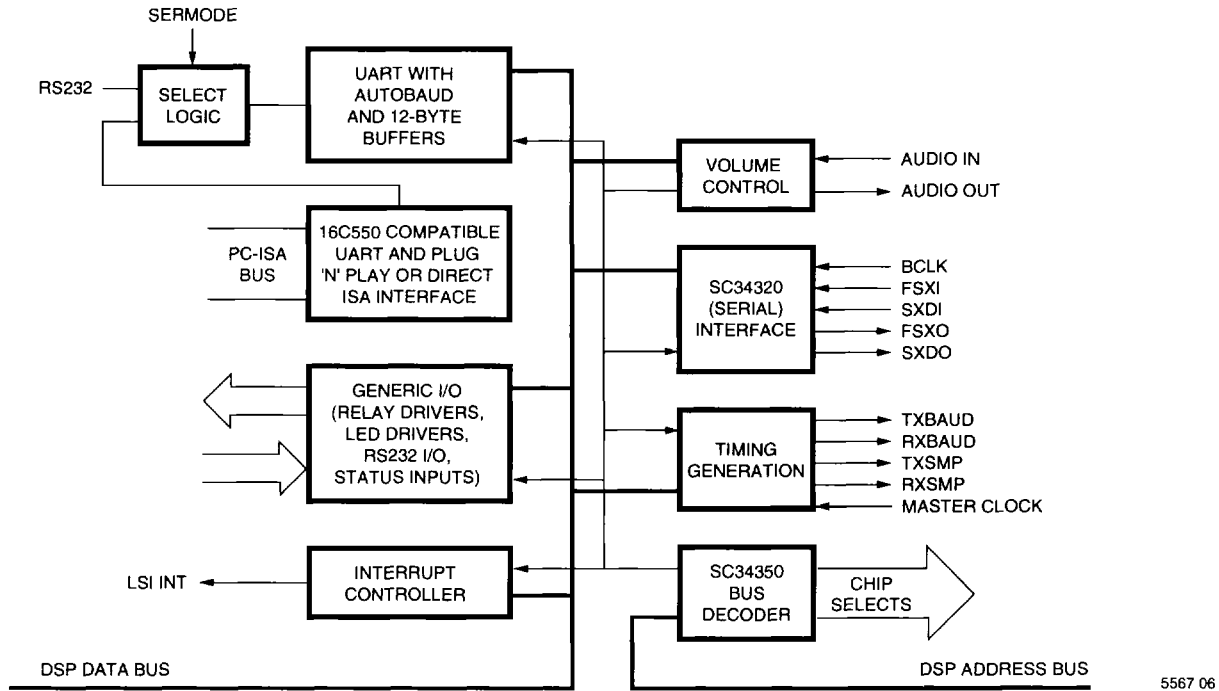 SERMODE
RS232
SELECT
LOGIC
UART WITH
AUTOBAUD
AND 12-BYTE
BUFFERS
PC-ISA
BUS
16C550 COMPATIBLE
UART AND PLUG
'N' PLAY OR DIRECT
ISA INTERFACE
GENERIC I/O
(RELAY DRIVERS,
LED DRIVERS,
RS232 I/O,
STATUS INPUTS)
LSI INT
INTERRUPT
CONTROLLER
VOLUME
CONTROL
AUDIO IN
AUDIO OUT
SC34320
(SERIAL)
INTERFACE
BCLK
FSXI
SXDI
FSXO
SXDO
TIMING
GENERATION
TXBAUD
RXBAUD
TXSMP
RXSMP
MASTER CLOCK
SC34350
BUS
DECODER
CHIP
SELECTS
DSP DATA BUS
DSP ADDRESS BUS
5567 06